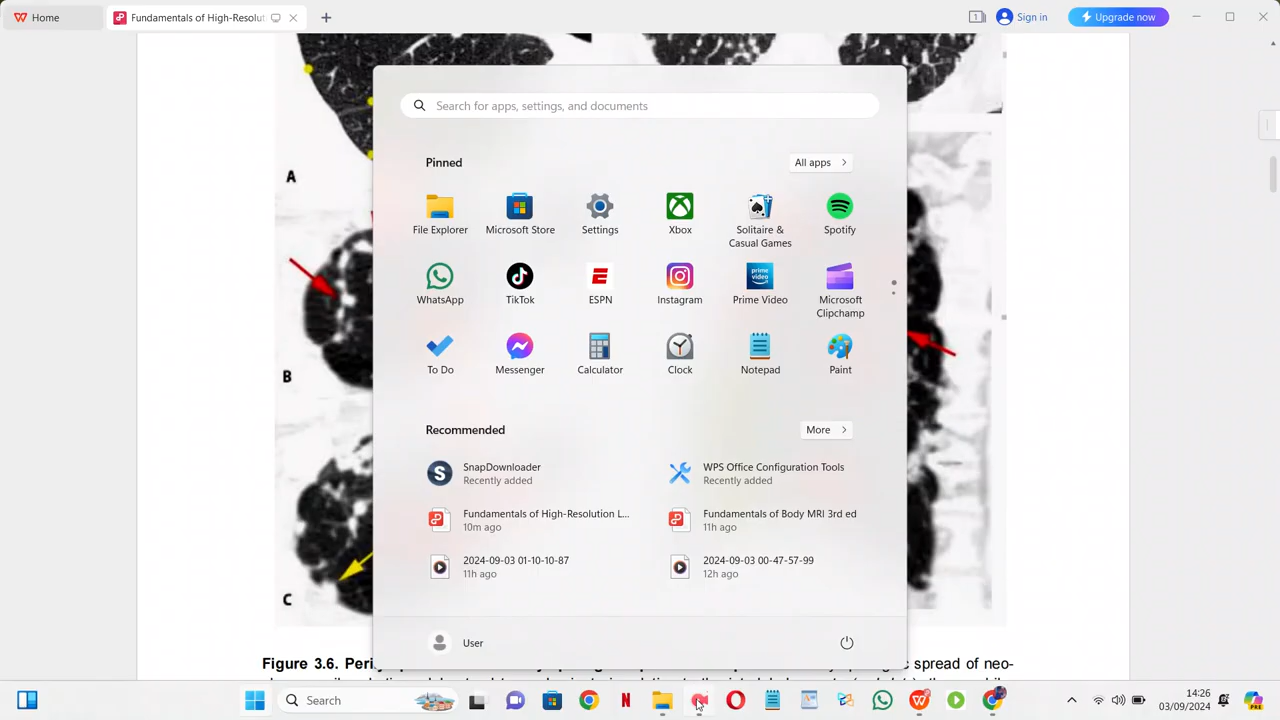 Home
Fundamentals of High-Resolut
1
Sign in
Upgrade now
Search for apps, settings, and documents
Pinned
All apps
File Explorer
Microsoft Store
Settings
Xbox
Solitaire &
Casual Games
Spotify
WhatsApp
TikTok
ESPN
Instagram
Prime Video
Microsoft
Clipchamp
To Do
Messenger
Calculator
Clock
Notepad
Paint
Recommended
More
SnapDownloader
Recently added
WPS Office Configuration Tools
Recently added
Fundamentals of High-Resolution L...
10m ago
Fundamentals of Body MRI 3rd ed
11h ago
2024-09-03 01-10-10-87
11h ago
2024-09-03 00-47-57-99
12h ago
User
A
B
C
Figure 3.6. spread of neo-
Search
14:26
03/09/2024